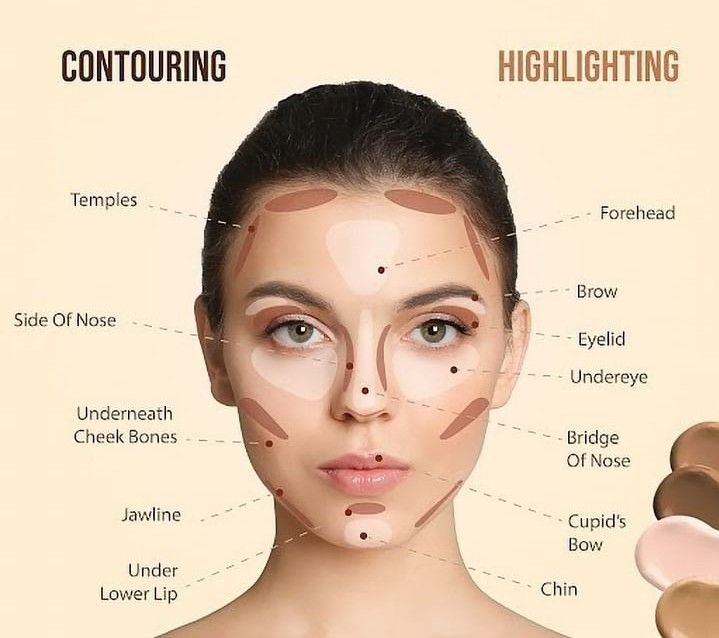 CONTOURING
HIGHLIGHTING
Temples
Side Of Nose
Underneath
Cheek Bones
Jawline
Under
Lower Lip
Forehead
Brow
Eyelid
Undereye
Bridge
Of Nose
Cupid's
Bow
Chin